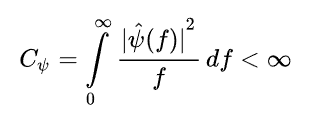 C_ψ = ∫_0^∞ |ψ̂(f)|^2 / f df < ∞